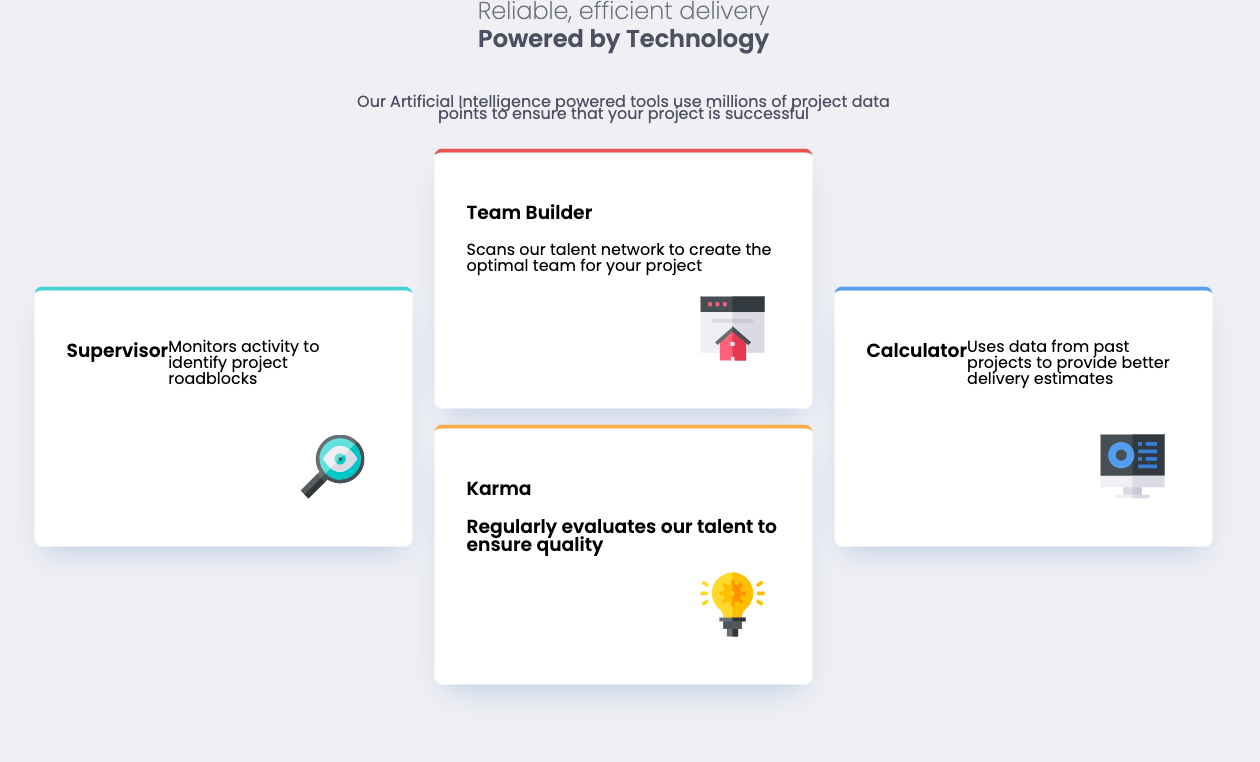 Reliable, efficient delivery
Powered by Technology
Our Artificial Intelligence powered tools use millions of project data
points to ensure that your project is successful
Team Builder
Scans our talent network to create the
optimal team for your project
Supervisor
Monitors activity to
identify project
roadblocks
Calculator
Uses data from past
projects to provide better
delivery estimates
Karma
Regularly evaluates our talent to
ensure quality